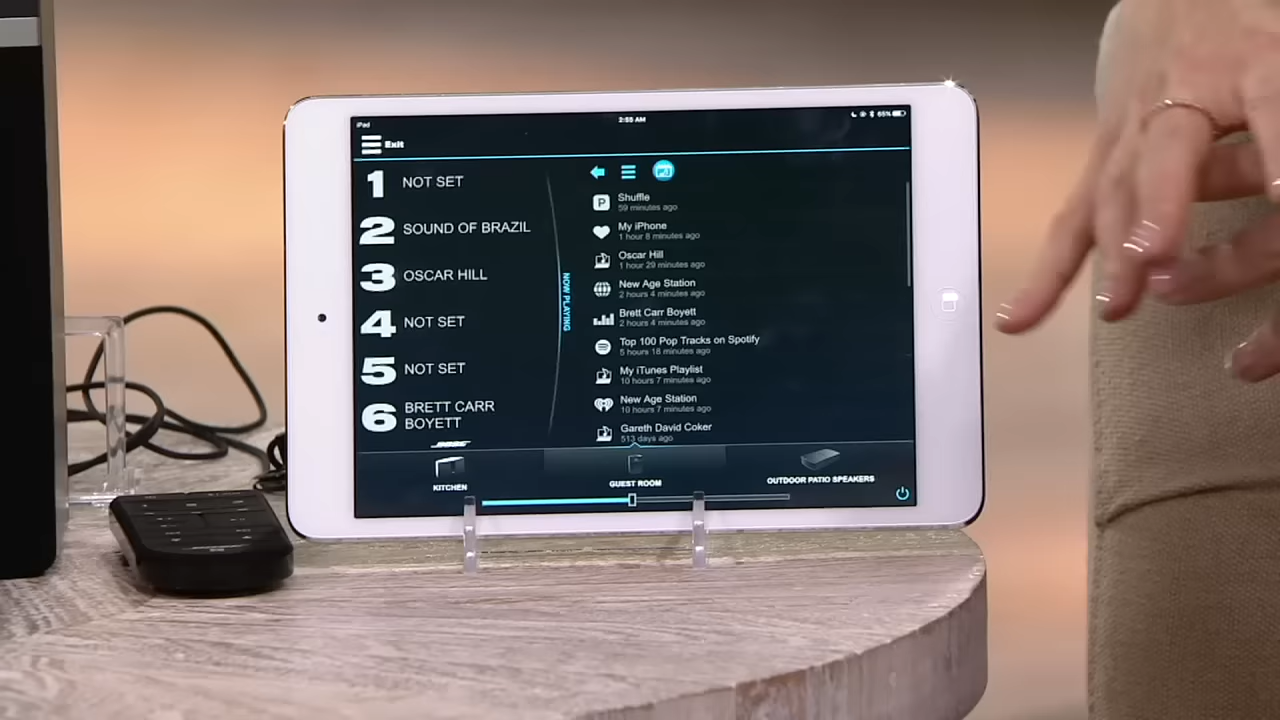 iPad
2:55 AM
65%
Exit
1 NOT SET
2 SOUND OF BRAZIL
3 OSCAR HILL
4 NOT SET
5 NOT SET
6 BRETT CARR
BOYETT
NOW PLAYING
P
Shuffle
59 minutes ago
My iPhone
1 hour 8 minutes ago
Oscar Hill
1 hour 29 minutes ago
New Age Station
2 hours 4 minutes ago
Brett Carr Boyett
2 hours 4 minutes ago
Top 100 Pop Tracks on Spotify
5 hours 18 minutes ago
My iTunes Playlist
10 hours 7 minutes ago
New Age Station
10 hours 7 minutes ago
Gareth David Coker
513 days ago
BOSE
KITCHEN
GUEST ROOM
OUTDOOR PATIO SPEAKERS